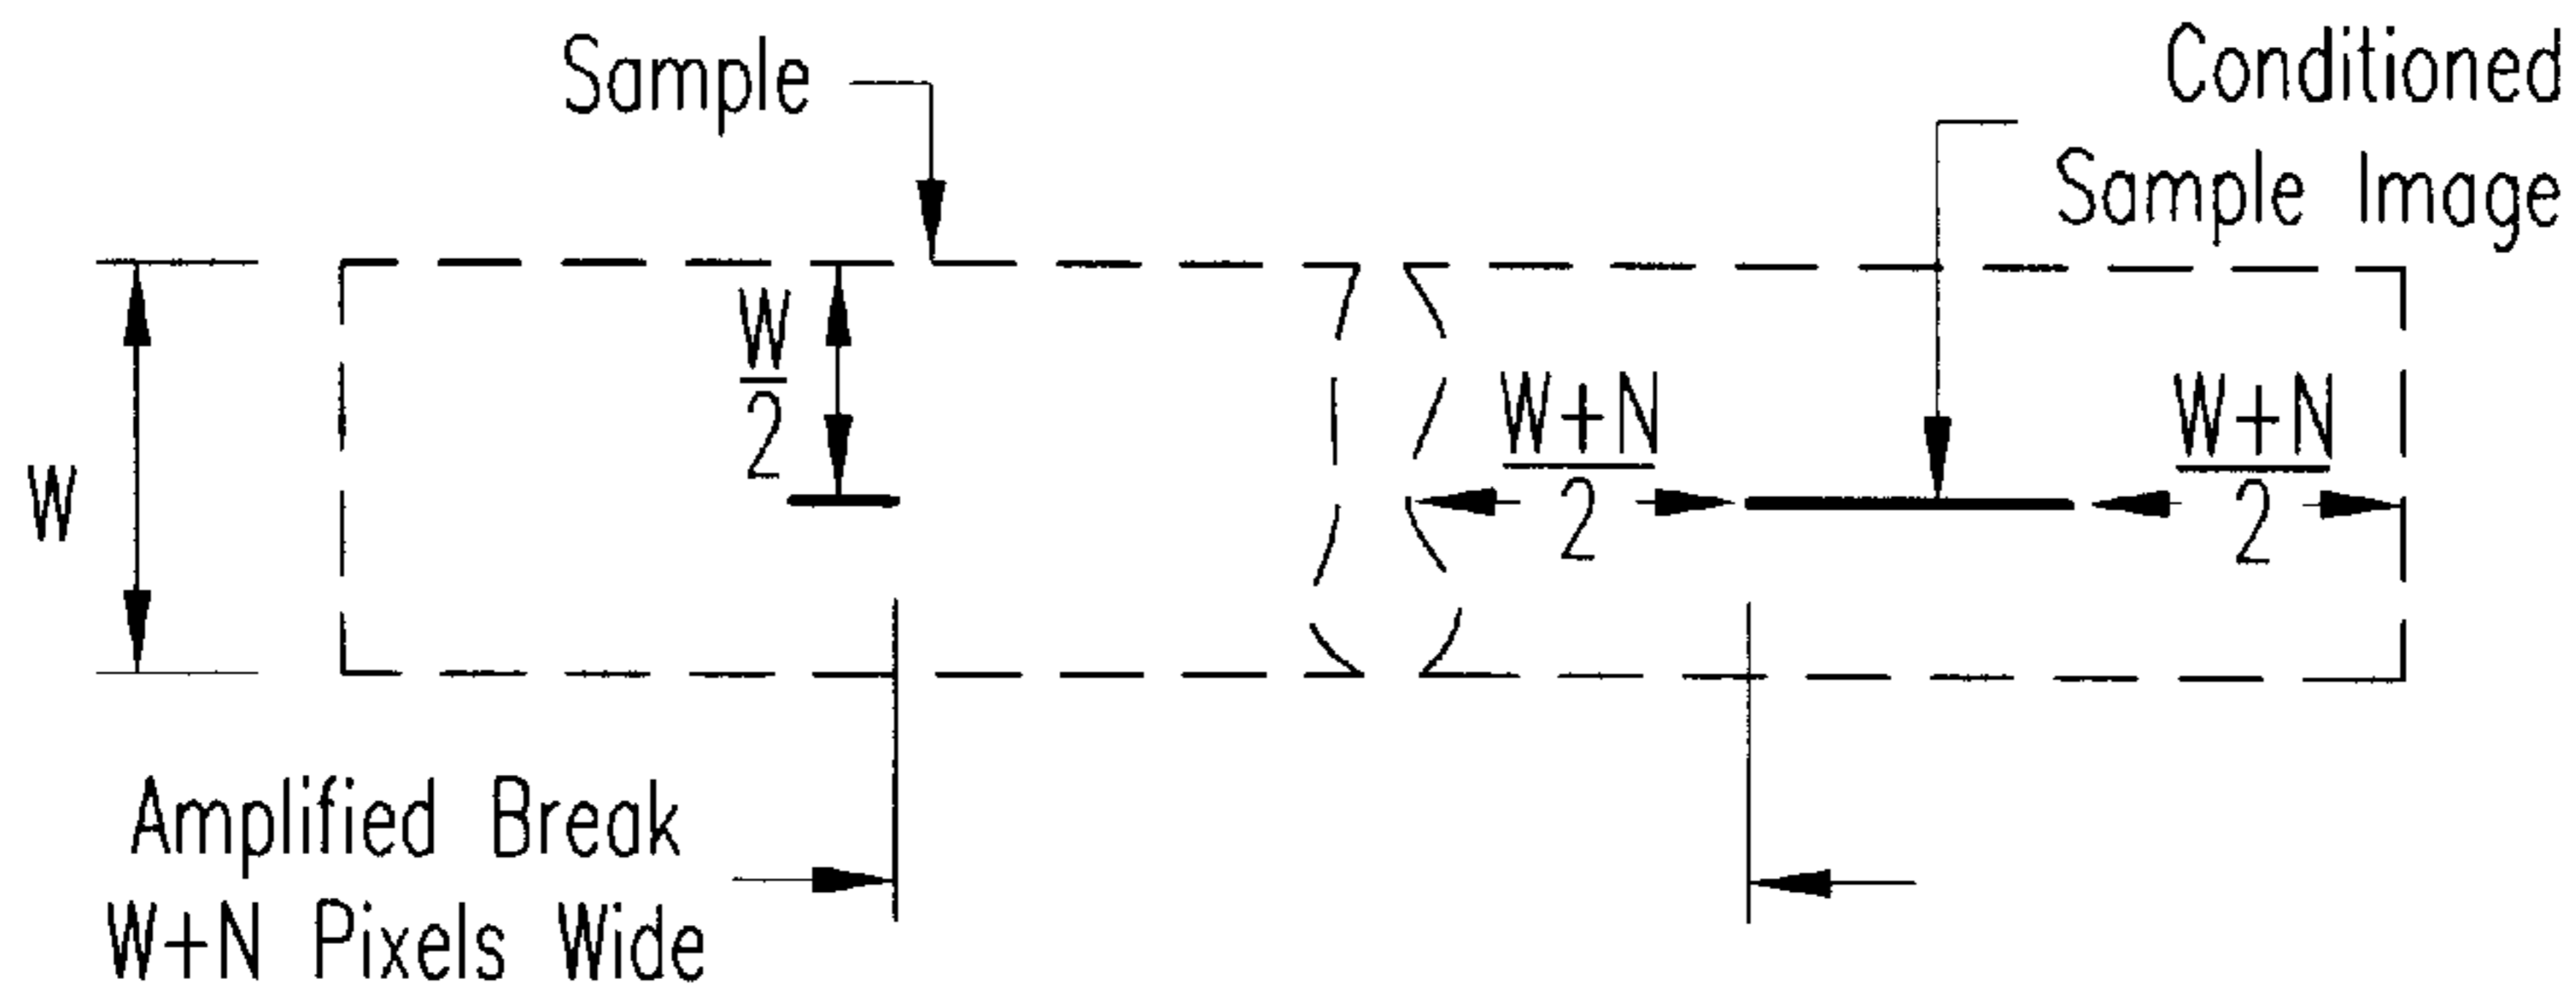 Sample
Conditioned
Sample Image
W
W
2
W+N
2
W+N
2
Amplified Break
W+N Pixels Wide